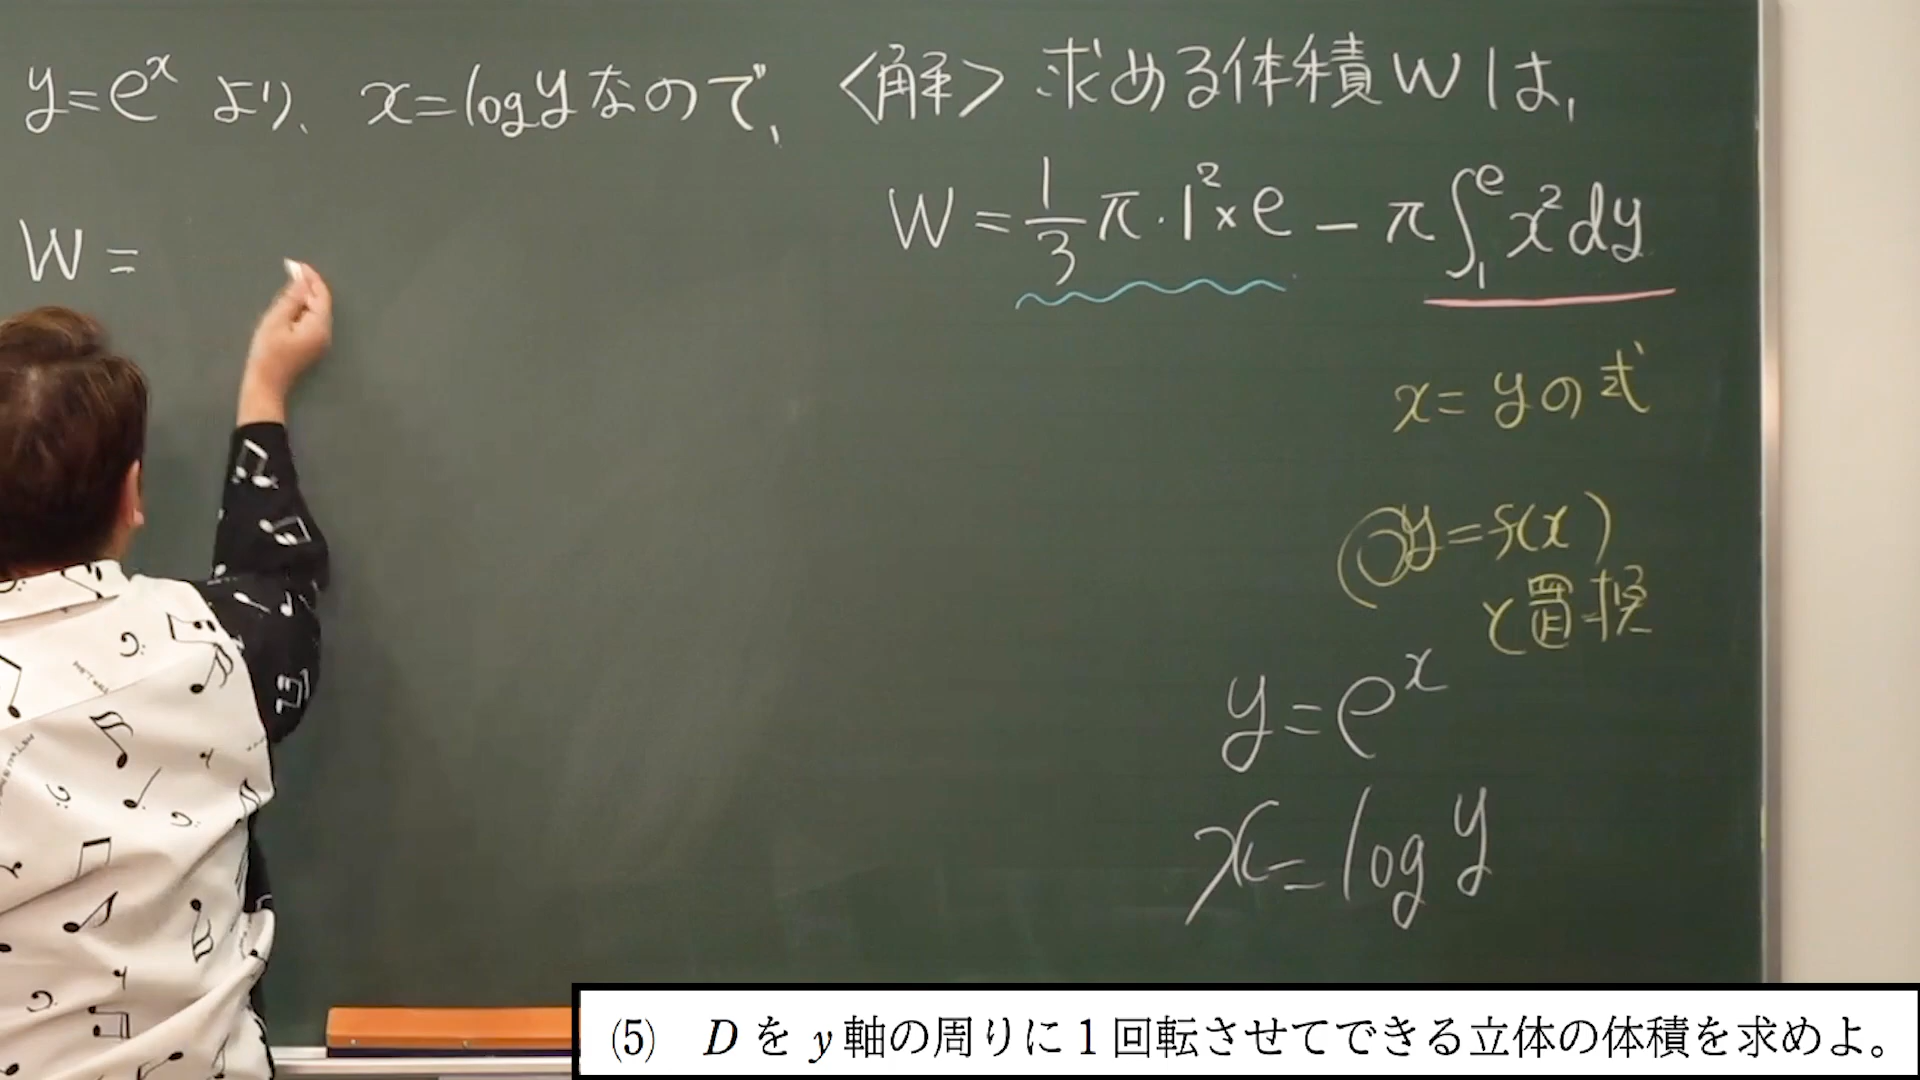 y=e^x より、 x=log y なので、
W =
<解> 求める体積 W は、
W = 1/3 π・1^2 × e − π∫_1^e x^2 dy
x= y の式
◎ y=f(x)
と置換
y=e^x
x=log y
(5) D を y 軸の周りに 1 回転させてできる立体の体積を求めよ。